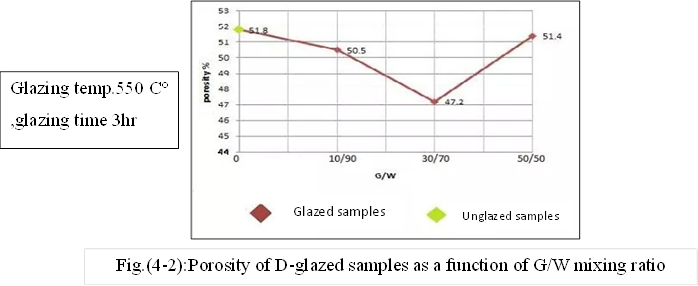 Glazing temp.550 C°
,glazing time 3hr
53
52
51
50
49
48
47
46
45
44
porosity%
51.8
50.5
47.2
51.4
0 10/90 30/70 50/50
G/W
Glazed samples Unglazed samples
Fig.(4-2):Porosity of D-glazed samples as a function of G/W mixing ratio